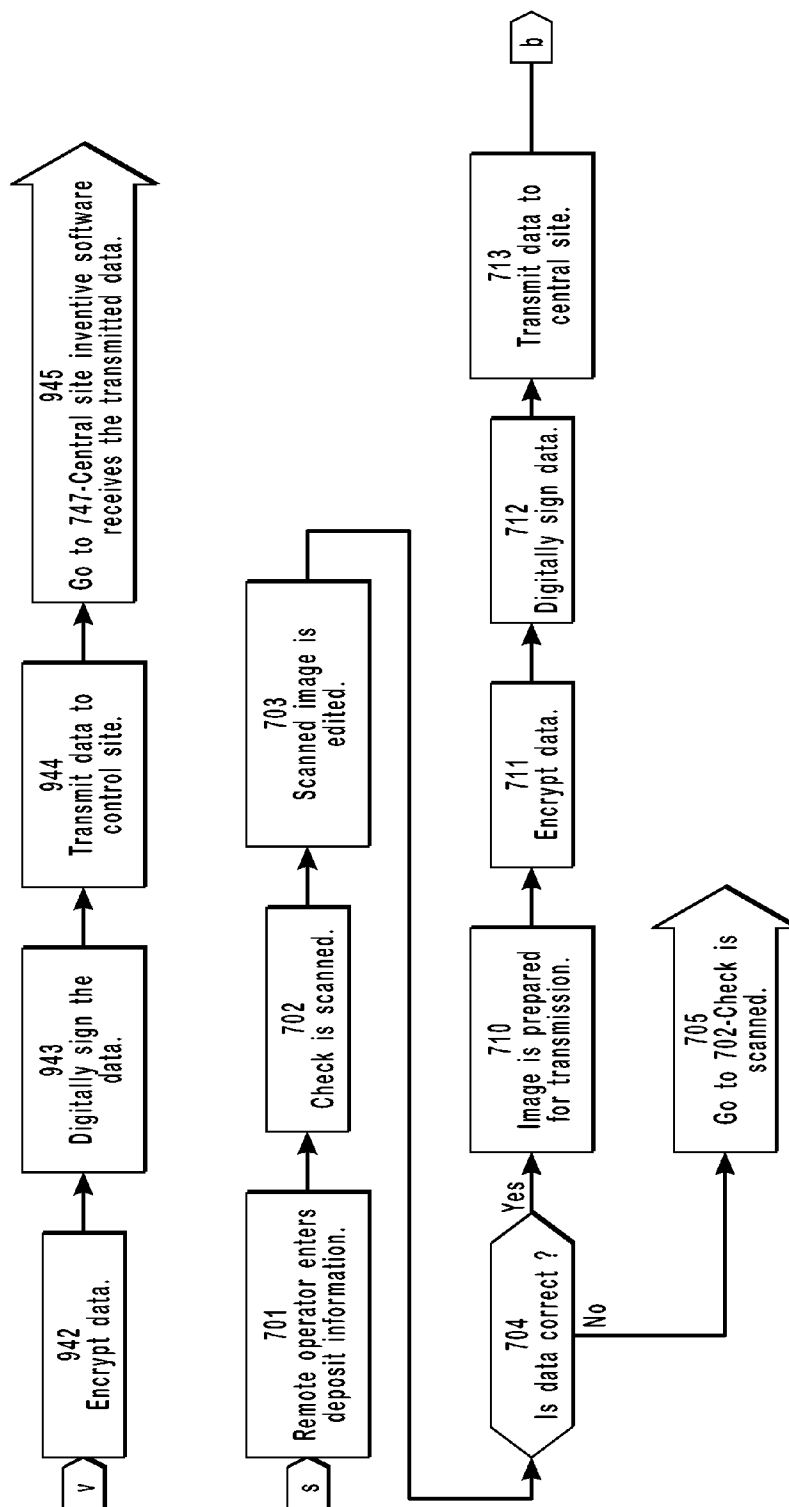 v
942
Encrypt data.
943
Digitally sign the
data.
944
Transmit data to
control site.
945
Go to 747-Central site inventive software
receives the transmitted data.
s
701
Remote operator enters
deposit information.
702
Check is scanned.
703
Scanned image is
edited.
704
Is data correct ?
Yes
No
710
Image is prepared
for transmission.
711
Encrypt data.
712
Digitally sign data.
713
Transmit data to
central site.
b
705
Go to 702-Check is
scanned.